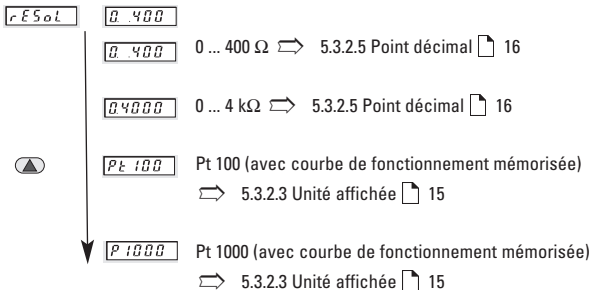 rESoL 0. .400
0. .400 0 ... 400 Ω ⇨ 5.3.2.5 Point décimal 16
0.4000 0 ... 4 kΩ ⇨ 5.3.2.5 Point décimal 16
Pt 100 Pt 100 (avec courbe de fonctionnement mémorisée)
⇨ 5.3.2.3 Unité affichée 15
P1000 Pt 1000 (avec courbe de fonctionnement mémorisée)
⇨ 5.3.2.3 Unité affichée 15